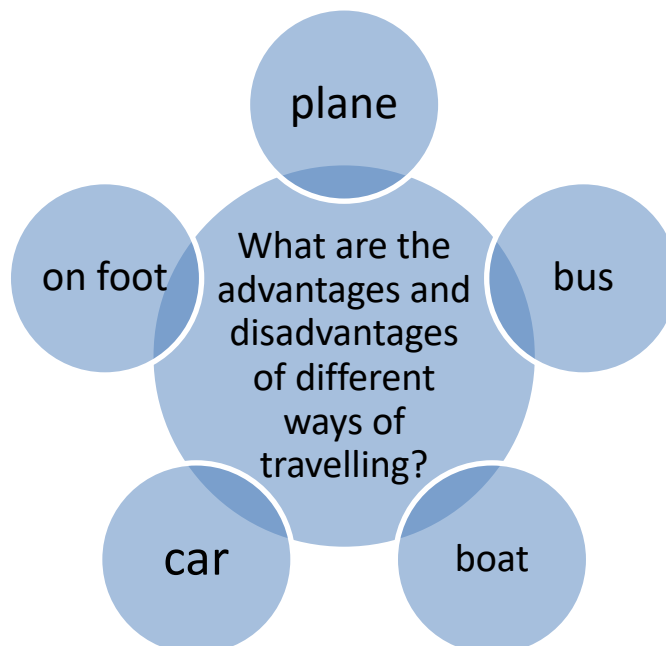 plane
What are the
advantages and
disadvantages
of different
ways of
travelling?
on foot
bus
car
boat